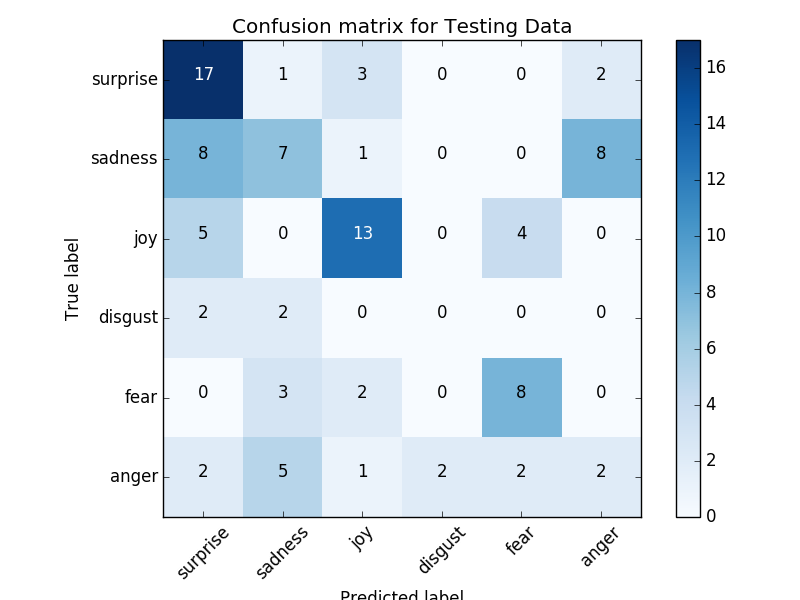 Confusion matrix for Testing Data
surprise 17 1 3 0 0 2
sadness 8 7 1 0 0 8
joy 5 0 13 0 4 0
disgust 2 2 0 0 0 0
fear 0 3 2 0 8 0
anger 2 5 1 2 2 2
surprise sadness joy disgust fear anger
True label
Predicted label
16
14
12
10
8
6
4
2
0